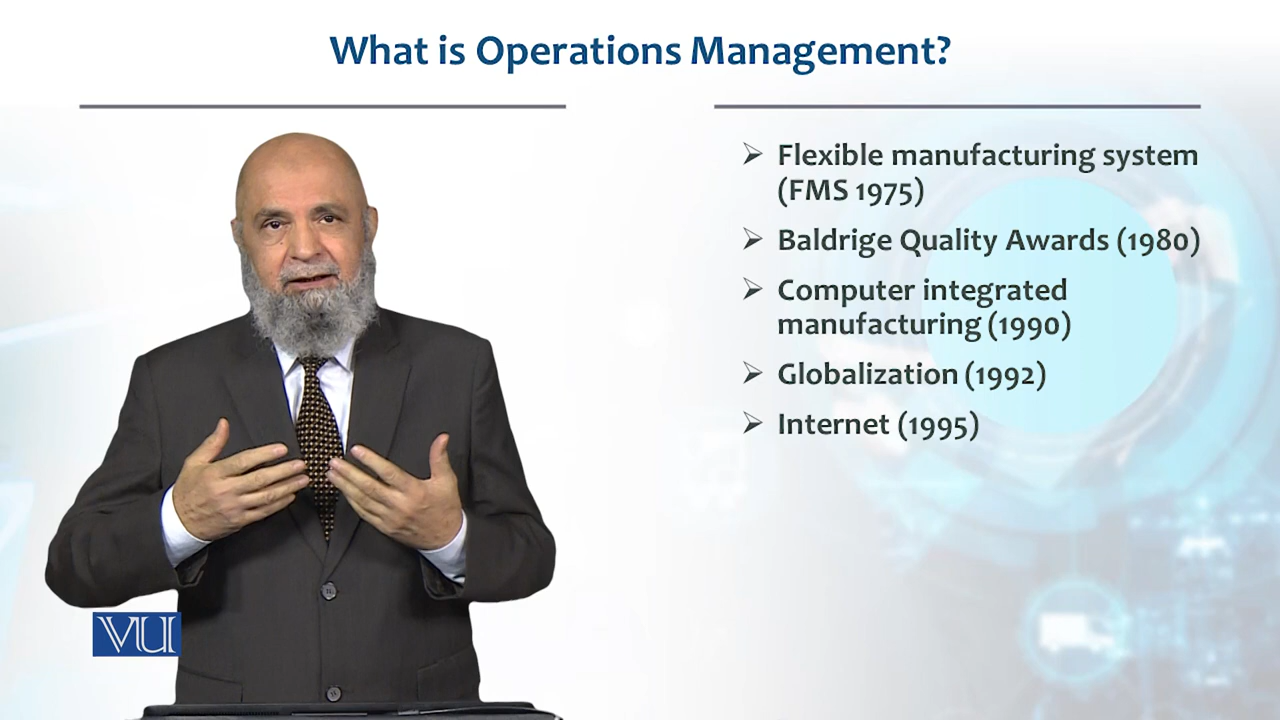 What is Operations Management?
➢ Flexible manufacturing system
(FMS 1975)
➢ Baldrige Quality Awards (1980)
➢ Computer integrated
manufacturing (1990)
➢ Globalization (1992)
➢ Internet (1995)
VU